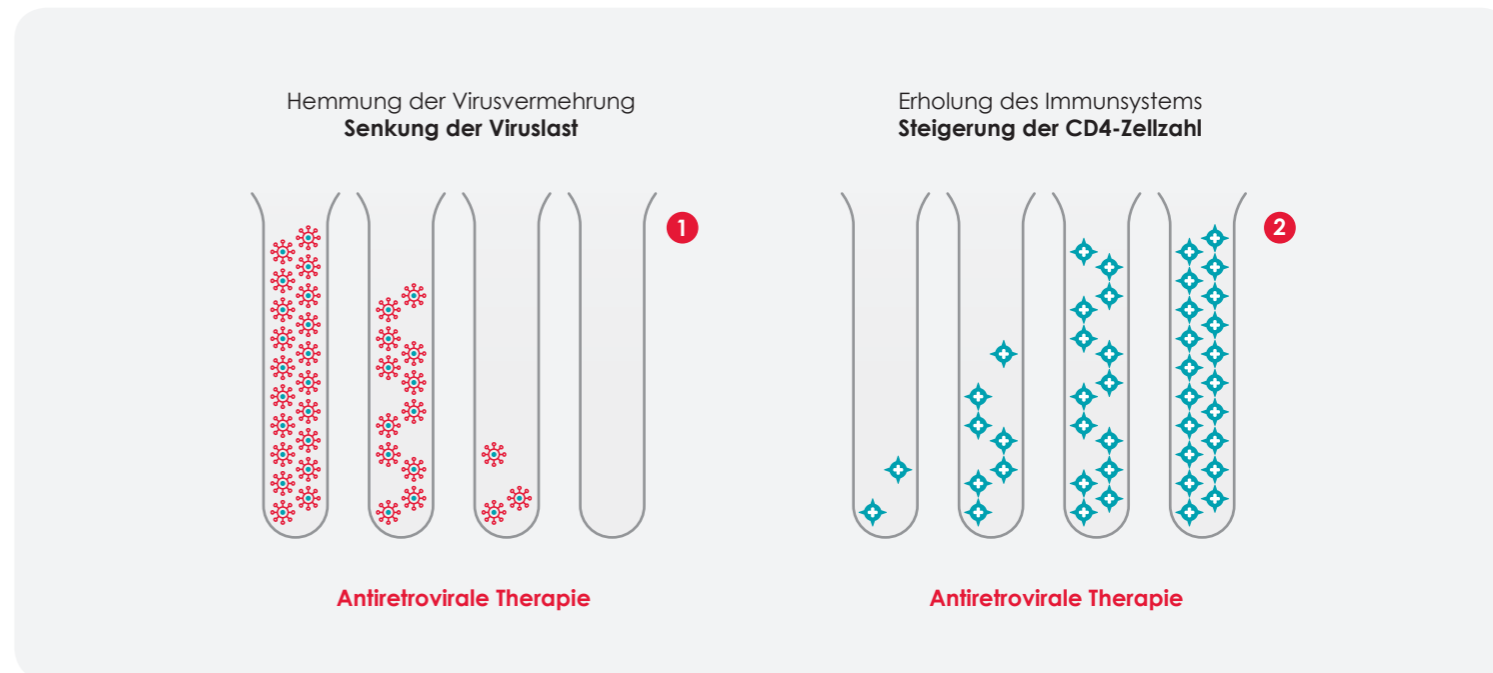 Hemmung der Virusvermehrung
Senkung der Viruslast
1
Antiretrovirale Therapie
Erholung des Immunsystems
Steigerung der CD4-Zellzahl
2
Antiretrovirale Therapie